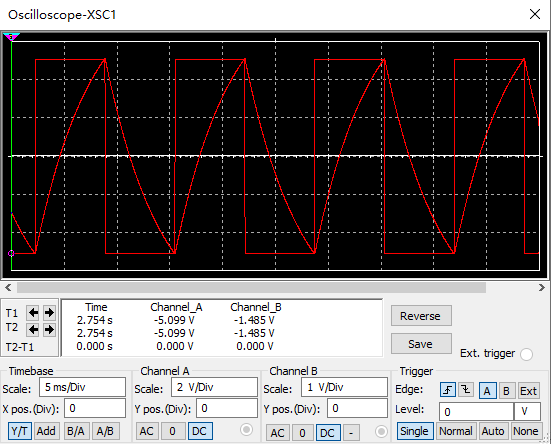 Oscilloscope-XSC1
Time Channel_A Channel_B
T1 2.754 s -5.099 V -1.485 V
T2 2.754 s -5.099 V -1.485 V
T2-T1 0.000 s 0.000 V 0.000 V
Reverse
Save
Ext. trigger
Timebase
Scale: 5 ms/Div
X pos.(Div): 0
Y/T Add B/A A/B
Channel A
Scale: 2 V/Div
Y pos.(Div): 0
AC 0 DC
Channel B
Scale: 1 V/Div
Y pos.(Div): 0
AC 0 DC -
Trigger
Edge: A B Ext
Level: 0 V
Single Normal Auto None